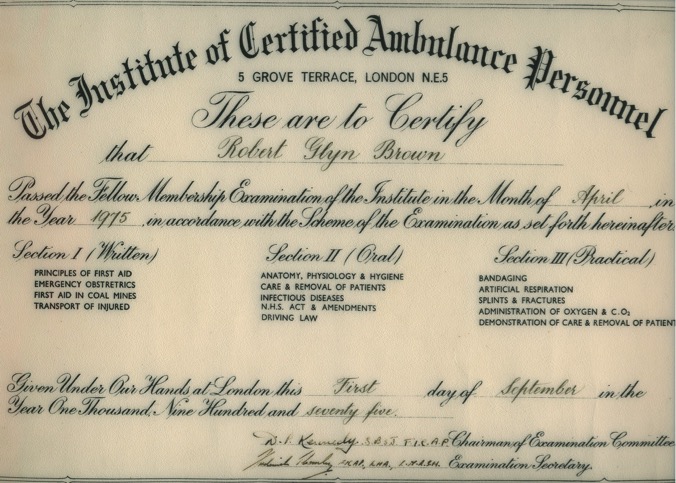 The Institute of Certified Ambulance Personnel
5 GROVE TERRACE, LONDON N.E.5
These are to Certify
that Robert Glyn Brown
Passed the Fellow Membership Examination of the Institute in the Month of April in
the Year 1975, in accordance with the Scheme of the Examination as set forth hereinafter.
Section I (Written)
PRINCIPLES OF FIRST AID
EMERGENCY OBSTRETRICS
FIRST AID IN COAL MINES
TRANSPORT OF INJURED
Section II (Oral)
ANATOMY, PHYSIOLOGY & HYGIENE
CARE & REMOVAL OF PATIENTS
INFECTIOUS DISEASES
N.H.S. ACT & AMENDMENTS
DRIVING LAW
Section III (Practical)
BANDAGING
ARTIFICIAL RESPIRATION
SPLINTS & FRACTURES
ADMINISTRATION OF OXYGEN & C.O₂
DEMONSTRATION OF CARE & REMOVAL OF PATIENT
Given Under Our Hands at London this First day of September in the
Year One Thousand, Nine Hundred and seventy five.
Kennedy. F.I.C.A.P. Chairman of Examination Committee
Examination Secretary.